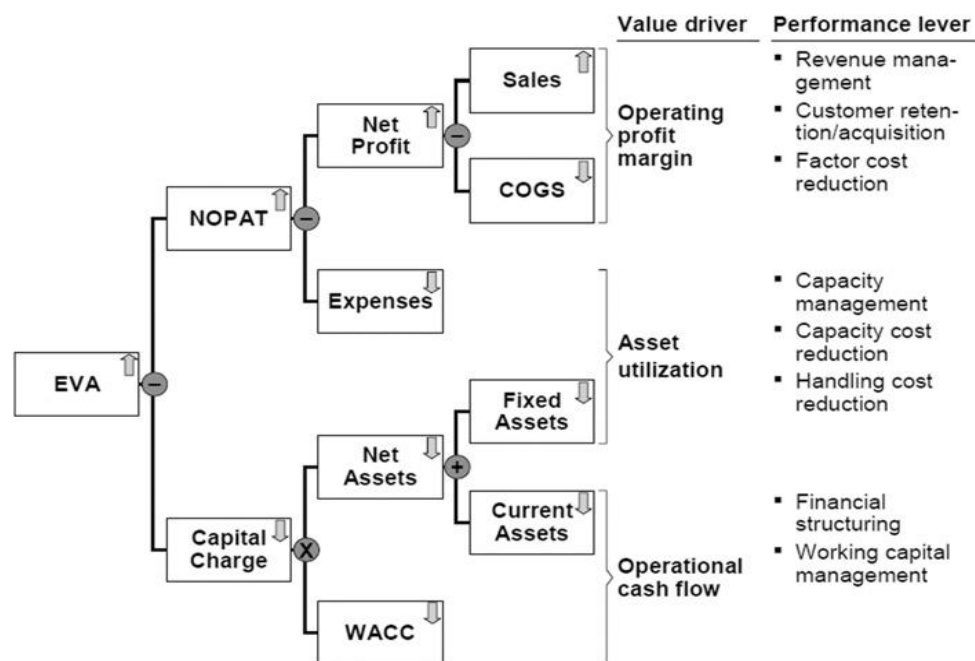 Value driver
Performance lever
Sales
Net
Profit
–
COGS
Operating
profit
margin
▪ Revenue mana-
gement
▪ Customer reten-
tion/acquisition
▪ Factor cost
reduction
NOPAT
–
Expenses
EVA
–
Fixed
Assets
Net
Assets
+
Current
Assets
Capital
Charge
X
WACC
Asset
utilization
▪ Capacity
management
▪ Capacity cost
reduction
▪ Handling cost
reduction
Operational
cash flow
▪ Financial
structuring
▪ Working capital
management